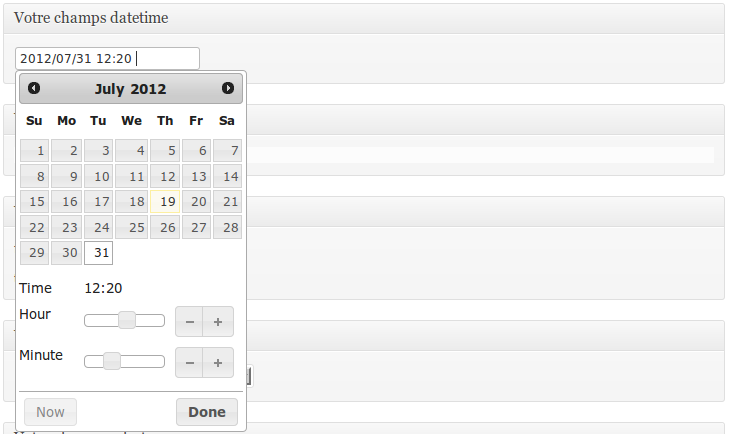 Votre champs datetime
2012/07/31 12:20
July 2012
Su Mo Tu We Th Fr Sa
1 2 3 4 5 6 7
8 9 10 11 12 13 14
15 16 17 18 19 20 21
22 23 24 25 26 27 28
29 30 31
Time 12:20
Hour − +
Minute − +
Now Done